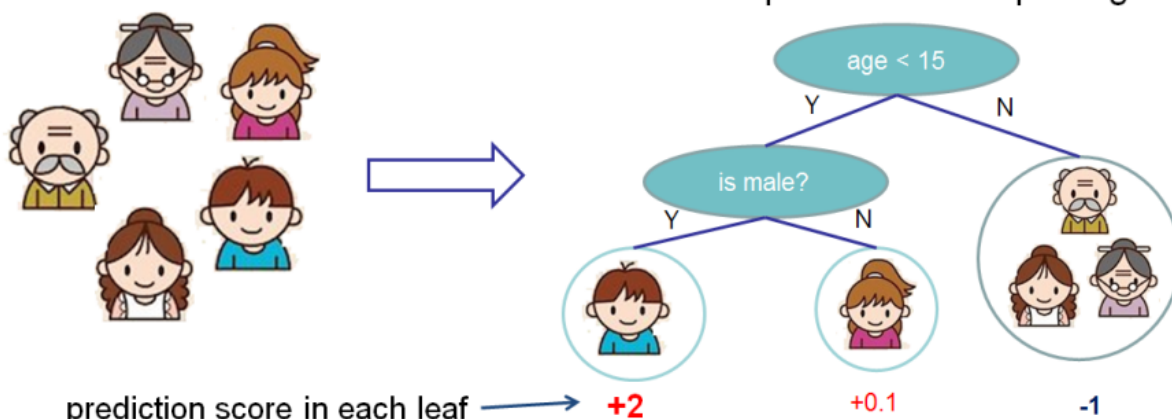 age < 15
Y
N
is male?
Y
N
prediction score in each leaf
+2
+0.1
-1